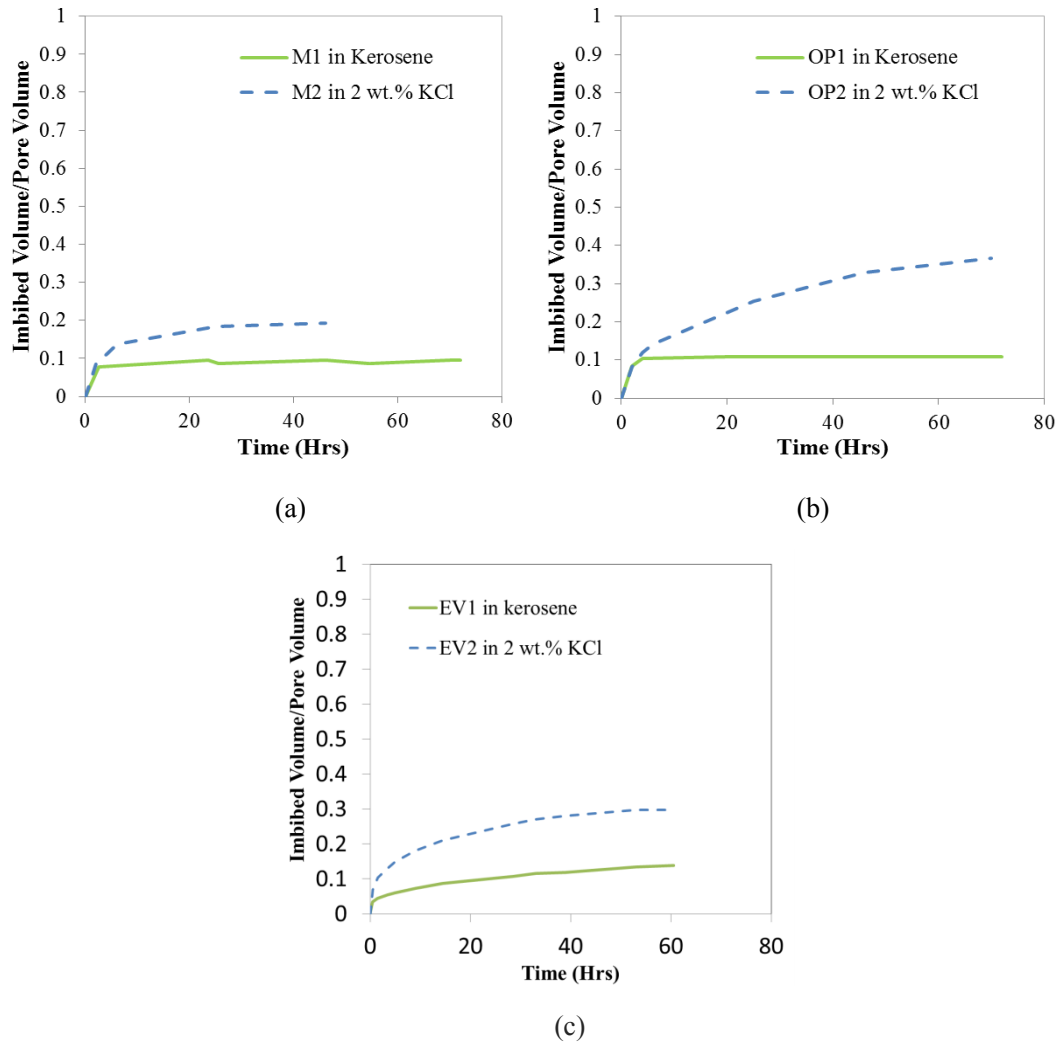 1
0.9
0.8
0.7
0.6
0.5
0.4
0.3
0.2
0.1
0
Imbibed Volume/Pore Volume
M1 in Kerosene
M2 in 2 wt.% KCl
0 20 40 60 80
Time (Hrs)
(a)
1
0.9
0.8
0.7
0.6
0.5
0.4
0.3
0.2
0.1
0
Imbibed Volume/Pore Volume
OP1 in Kerosene
OP2 in 2 wt.% KCl
0 20 40 60 80
Time (Hrs)
(b)
1
0.9
0.8
0.7
0.6
0.5
0.4
0.3
0.2
0.1
0
Imbibed Volume/Pore Volume
EV1 in kerosene
EV2 in 2 wt.% KCl
0 20 40 60 80
Time (Hrs)
(c)